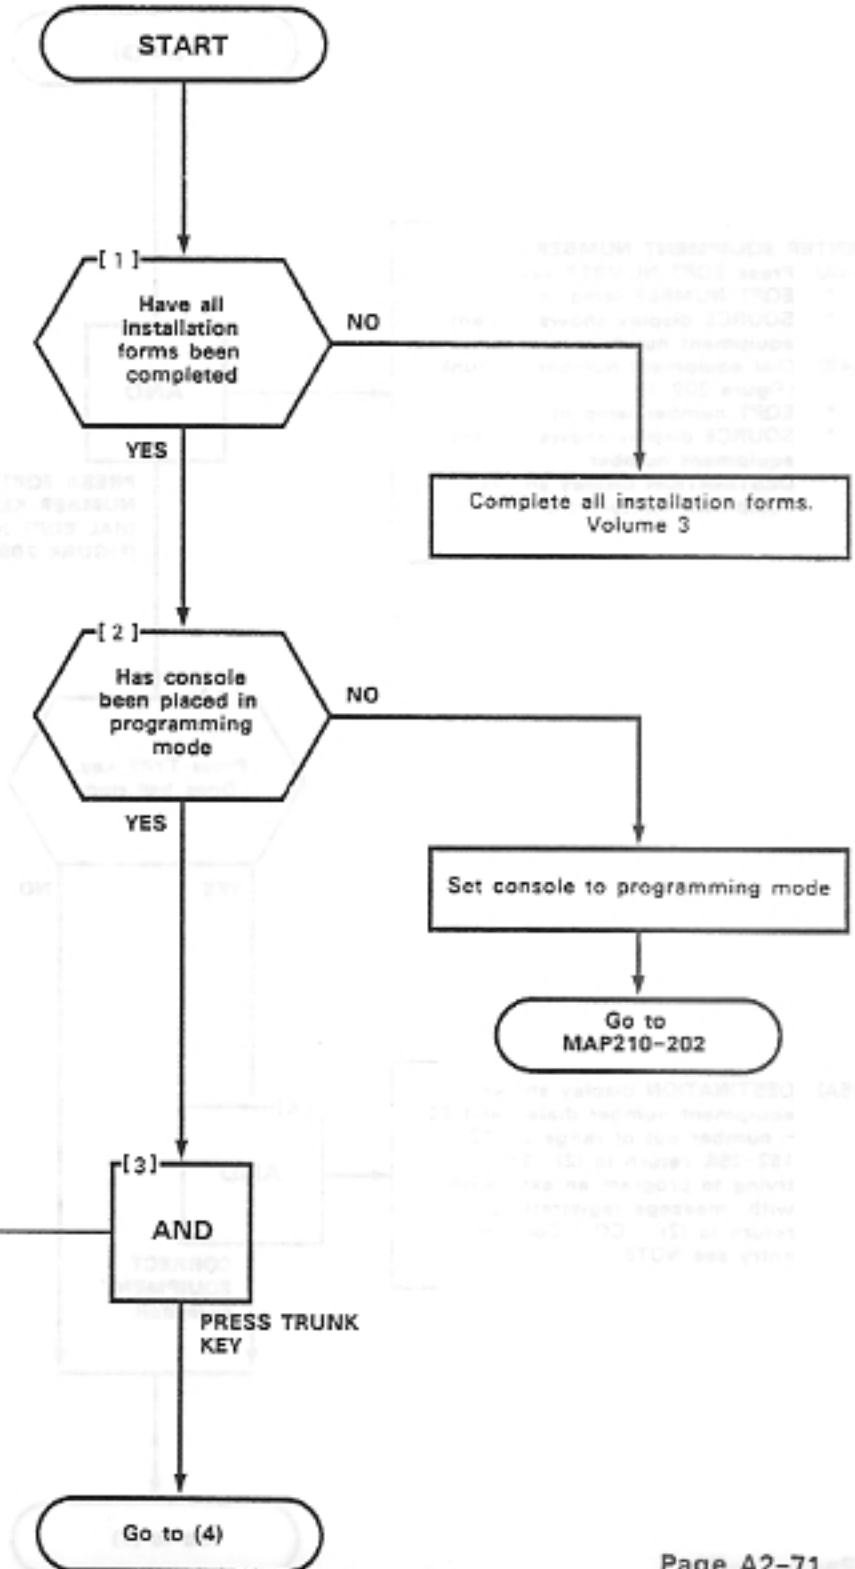 START
[1]
Have all
installation
forms been
completed
NO
YES
Complete all installation forms.
Volume 3
[2]
Has console
been placed in
programming
mode
NO
YES
Set console to programming mode
Go to
MAP210-202
[3]
AND
PRESS TRUNK
KEY
Go to (4)
Page A2-71